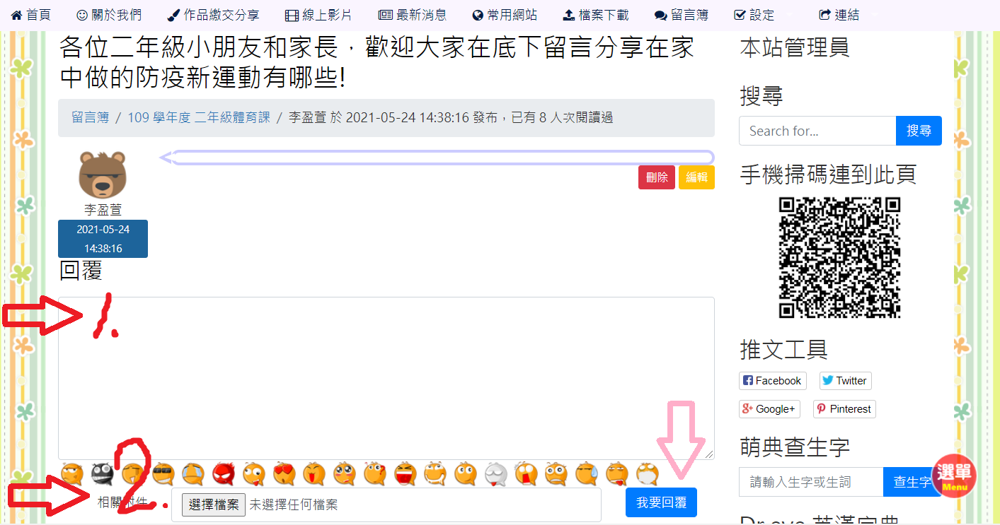 首頁 關於我們 作品繳交分享 線上影片 最新消息 常用網站 檔案下載 留言簿 設定 連結
各位二年級小朋友和家長，歡迎大家在底下留言分享在家
中做的防疫新運動有哪些!
留言簿 / 109 學年度 二年級體育課 / 李盈萱 於 2021-05-24 14:38:16 發布，已有 8 人次閱讀過
刪除 編輯
李盈萱
2021-05-24
14:38:16
回覆
1.
2.
相關附件
選擇檔案 未選擇任何檔案
我要回覆
本站管理員
搜尋
Search for...
搜尋
手機掃碼連到此頁
推文工具
Facebook Twitter
Google+ Pinterest
萌典查生字
請輸入生字或生詞
查生字
選單
Menu
Dr.eye 英漢字典